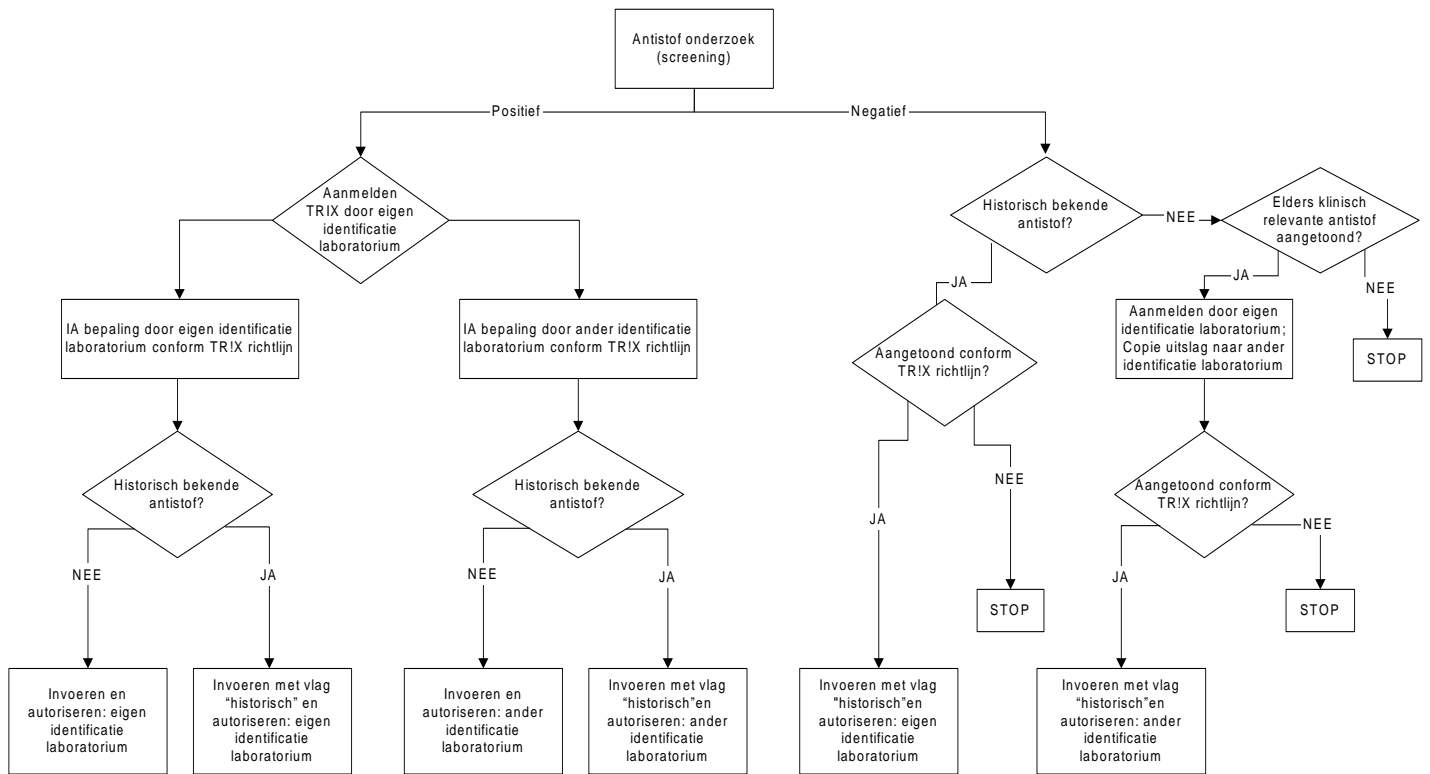 Antistof onderzoek
(screening)
Positief
Negatief
Aanmelden
TRIX door eigen
identificatie
laboratorium
Historisch bekende
antistof?
NEE
Elders klinisch
relevante antistof
aangetoond?
JA
JA
NEE
IA bepaling door eigen identificatie
laboratorium conform TR!X richtlijn
IA bepaling door ander identificatie
laboratorium conform TR!X richtlijn
Aangetoond conform
TR!X richtlijn?
Aanmelden door eigen
identificatie laboratorium;
Copie uitslag naar ander
identificatie laboratorium
STOP
Historisch bekende
antistof?
Historisch bekende
antistof?
Aangetoond conform
TR!X richtlijn?
NEE
JA
NEE
JA
JA
NEE
JA
NEE
STOP
STOP
Invoeren en
autoriseren: eigen
identificatie
laboratorium
Invoeren met vlag
“historisch” en
autoriseren: eigen
identificatie
laboratorium
Invoeren en
autoriseren: ander
identificatie
laboratorium
Invoeren met vlag
“historisch”en
autoriseren: ander
identificatie
laboratorium
Invoeren met vlag
"historisch"en
autoriseren: eigen
identificatie
laboratorium
Invoeren met vlag
“historisch”en
autoriseren: ander
identificatie
laboratorium